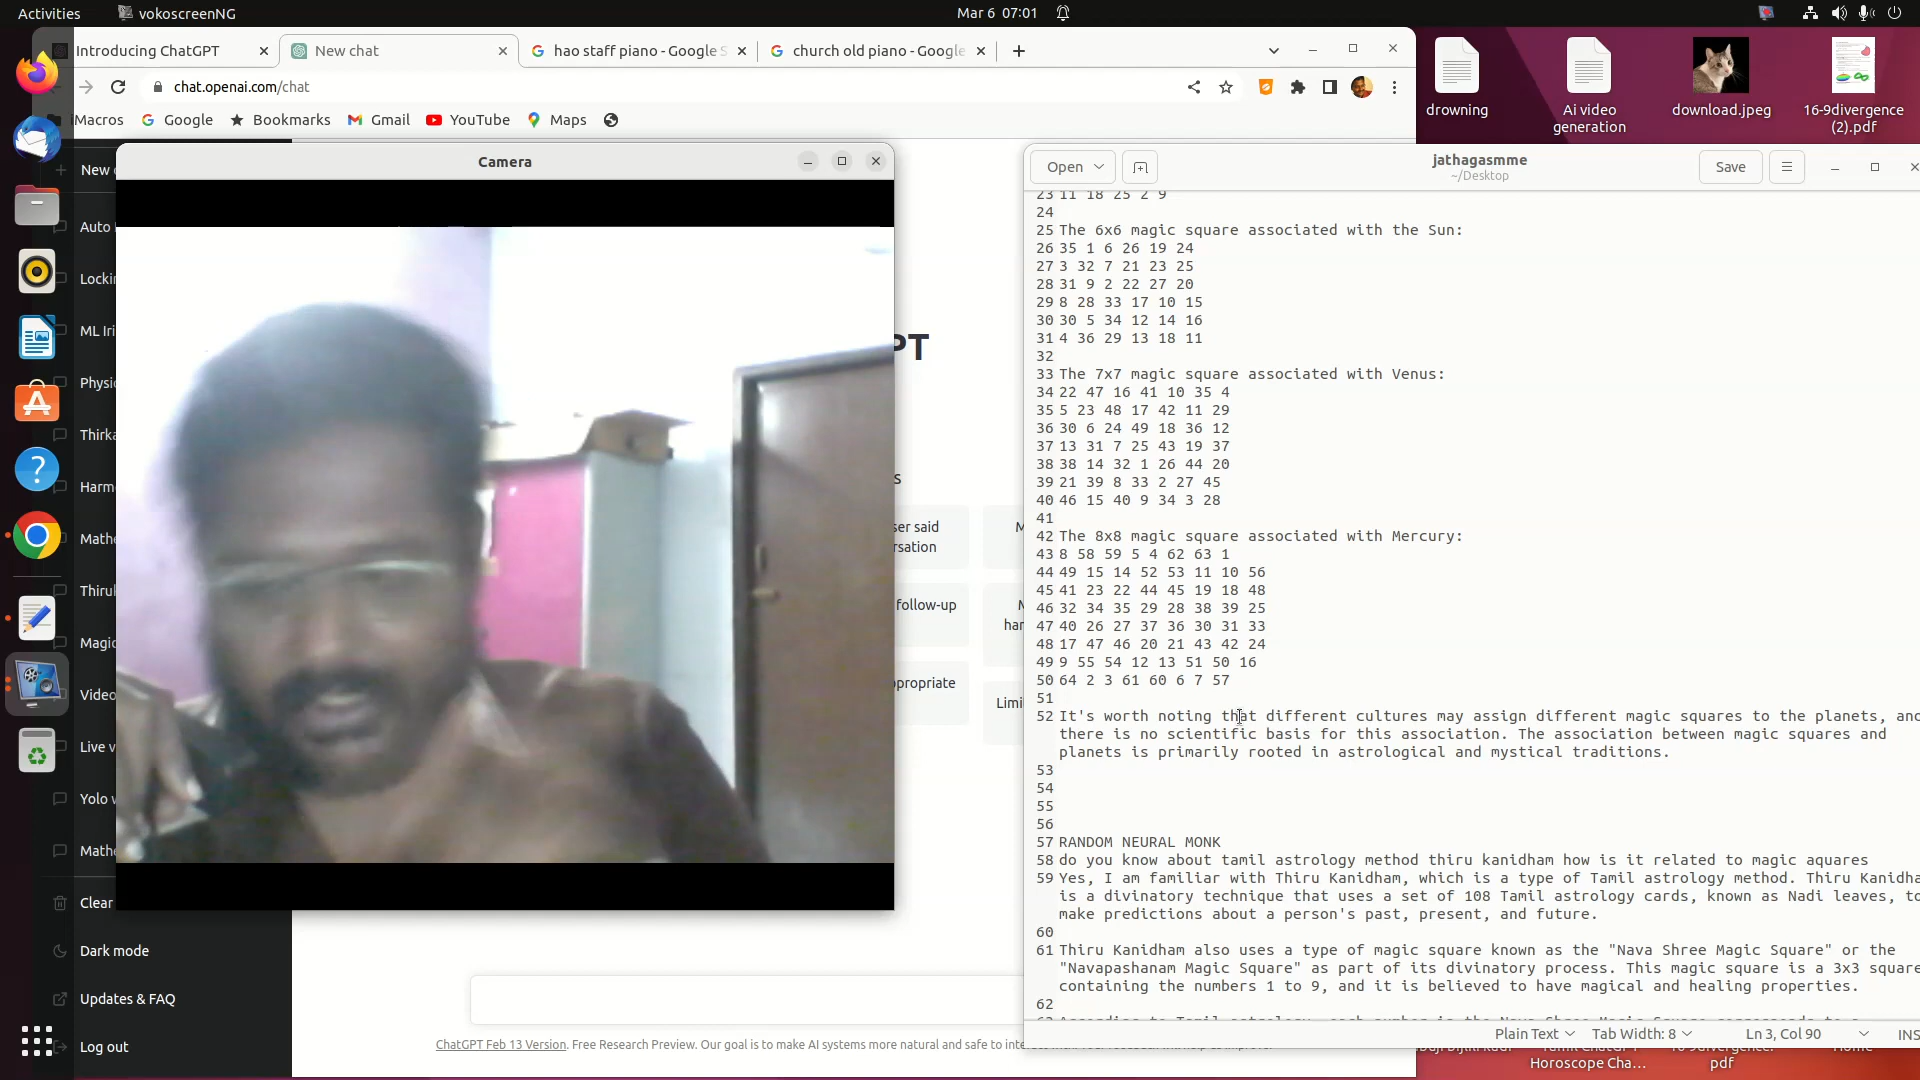 Activities
vokoscreenNG
Mar 6 07:01
Introducing ChatGPT
New chat
hao staff piano - Google S
church old piano - Google
chat.openai.com/chat
Macros
Google
Bookmarks
Gmail
YouTube
Maps
drowning
Ai video
generation
download.jpeg
16-9divergence
(2).pdf
New c
Auto
Lockin
ML Iri
Physic
Thirka
Harm
Mathe
Thiruk
Magic
Video
Live v
Yolo w
Mathe
Clear
Dark mode
Updates & FAQ
Log out
Camera
PT
s
ser said
rsation
follow-up
propriate
M
har
Limi
ChatGPT Feb 13 Version. Free Research Preview. Our goal is to make AI systems more natural and safe to inte
Open
jathagasmme
~/Desktop
Save
23 11 18 25 2 9
24
25 The 6x6 magic square associated with the Sun:
26 35 1 6 26 19 24
27 3 32 7 21 23 25
28 31 9 2 22 27 20
29 8 28 33 17 10 15
30 30 5 34 12 14 16
31 4 36 29 13 18 11
32
33 The 7x7 magic square associated with Venus:
34 22 47 16 41 10 35 4
35 5 23 48 17 42 11 29
36 30 6 24 49 18 36 12
37 13 31 7 25 43 19 37
38 38 14 32 1 26 44 20
39 21 39 8 33 2 27 45
40 46 15 40 9 34 3 28
41
42 The 8x8 magic square associated with Mercury:
43 8 58 59 5 4 62 63 1
44 49 15 14 52 53 11 10 56
45 41 23 22 44 45 19 18 48
46 32 34 35 29 28 38 39 25
47 40 26 27 37 36 30 31 33
48 17 47 46 20 21 43 42 24
49 9 55 54 12 13 51 50 16
50 64 2 3 61 60 6 7 57
51
52 It's worth noting that different cultures may assign different magic squares to the planets, and
there is no scientific basis for this association. The association between magic squares and
planets is primarily rooted in astrological and mystical traditions.
53
54
55
56
57 RANDOM NEURAL MONK
58 do you know about tamil astrology method thiru kanidham how is it related to magic aquares
59 Yes, I am familiar with Thiru Kanidham, which is a type of Tamil astrology method. Thiru Kanidha
is a divinatory technique that uses a set of 108 Tamil astrology cards, known as Nadi leaves, to
make predictions about a person's past, present, and future.
60
61 Thiru Kanidham also uses a type of magic square known as the "Nava Shree Magic Square" or the
"Navapashanam Magic Square" as part of its divinatory process. This magic square is a 3x3 square
containing the numbers 1 to 9, and it is believed to have magical and healing properties.
62
Plain Text
Tab Width: 8
Ln 3, Col 90
INS
Horoscope Cha...
pdf